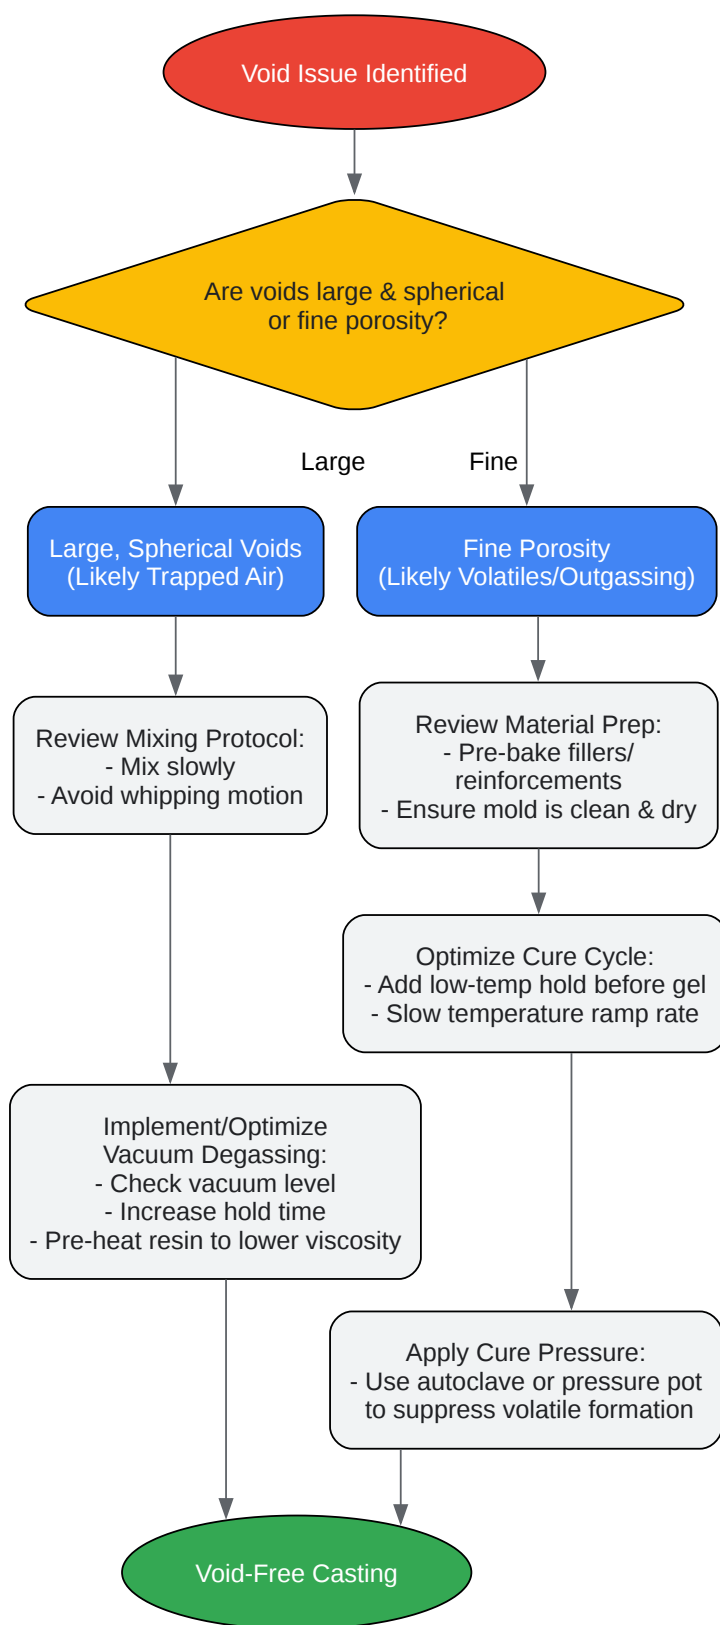 Void Issue Identified
Are voids large & spherical
or fine porosity?
Large
Fine
Large, Spherical Voids
(Likely Trapped Air)
Fine Porosity
(Likely Volatiles/Outgassing)
Review Mixing Protocol:
- Mix slowly
- Avoid whipping motion
Review Material Prep:
- Pre-bake fillers/
reinforcements
- Ensure mold is clean & dry
Optimize Cure Cycle:
- Add low-temp hold before gel
- Slow temperature ramp rate
Implement/Optimize
Vacuum Degassing:
- Check vacuum level
- Increase hold time
- Pre-heat resin to lower viscosity
Apply Cure Pressure:
- Use autoclave or pressure pot
to suppress volatile formation
Void-Free Casting